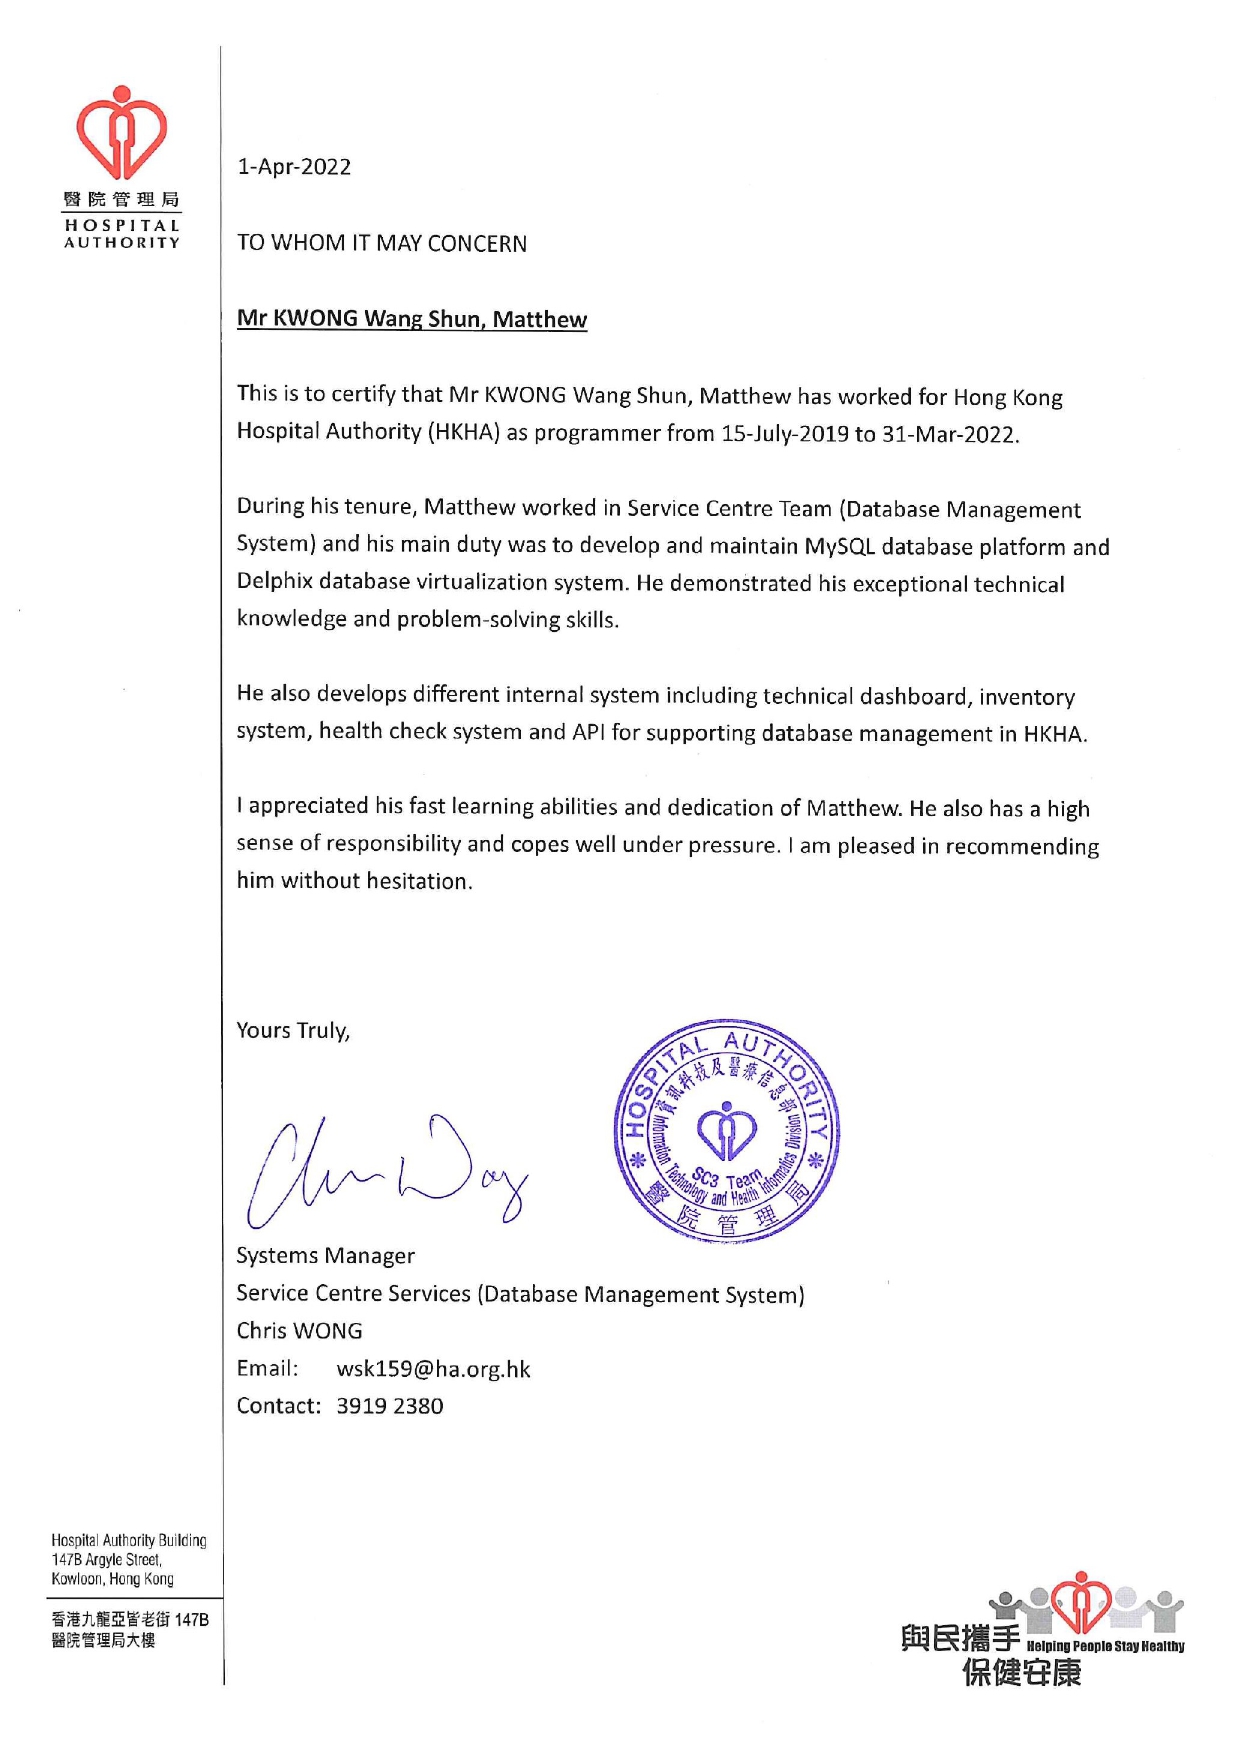 醫院管理局
HOSPITAL
AUTHORITY
1-Apr-2022
TO WHOM IT MAY CONCERN
Mr KWONG Wang Shun, Matthew
This is to certify that Mr KWONG Wang Shun, Matthew has worked for Hong Kong
Hospital Authority (HKHA) as programmer from 15-July-2019 to 31-Mar-2022.
During his tenure, Matthew worked in Service Centre Team (Database Management
System) and his main duty was to develop and maintain MySQL database platform and
Delphix database virtualization system. He demonstrated his exceptional technical
knowledge and problem-solving skills.
He also develops different internal system including technical dashboard, inventory
system, health check system and API for supporting database management in HKHA.
I appreciated his fast learning abilities and dedication of Matthew. He also has a high
sense of responsibility and copes well under pressure. I am pleased in recommending
him without hesitation.
Yours Truly,
HOSPITAL AUTHORITY
資訊科技及醫療信息部
SC3 Team
Information Technology and Health Informatics Division
醫院管理局
Systems Manager
Service Centre Services (Database Management System)
Chris WONG
Email: wsk159@ha.org.hk
Contact: 3919 2380
Hospital Authority Building
147B Argyle Street,
Kowloon, Hong Kong
香港九龍亞皆老街 147B
醫院管理局大樓
與民攜手 Helping People Stay Healthy
保健安康